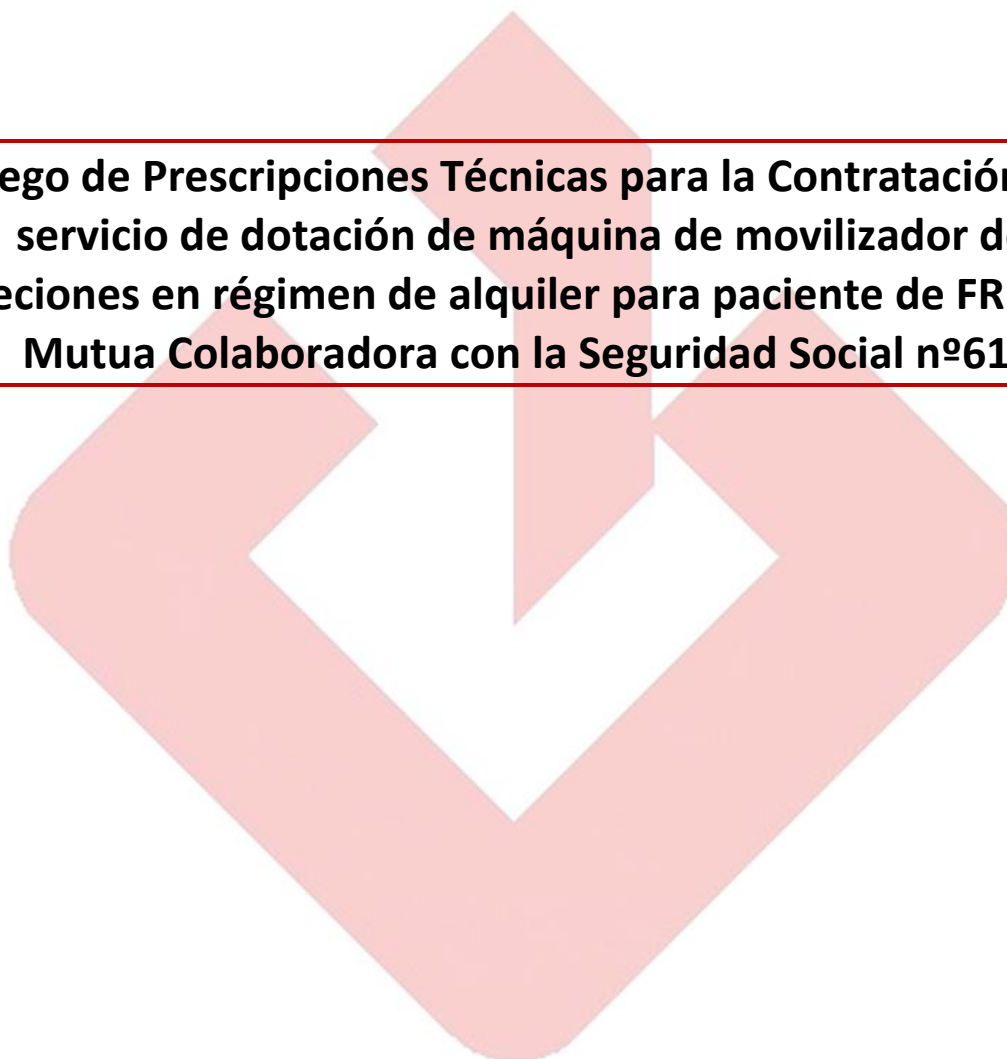 ego de Prescripciones Técnicas para la Contratación
servicio de dotación de máquina de movilizador d
eciones en régimen de alquiler para paciente de FR
Mutua Colaboradora con la Seguridad Social nº61